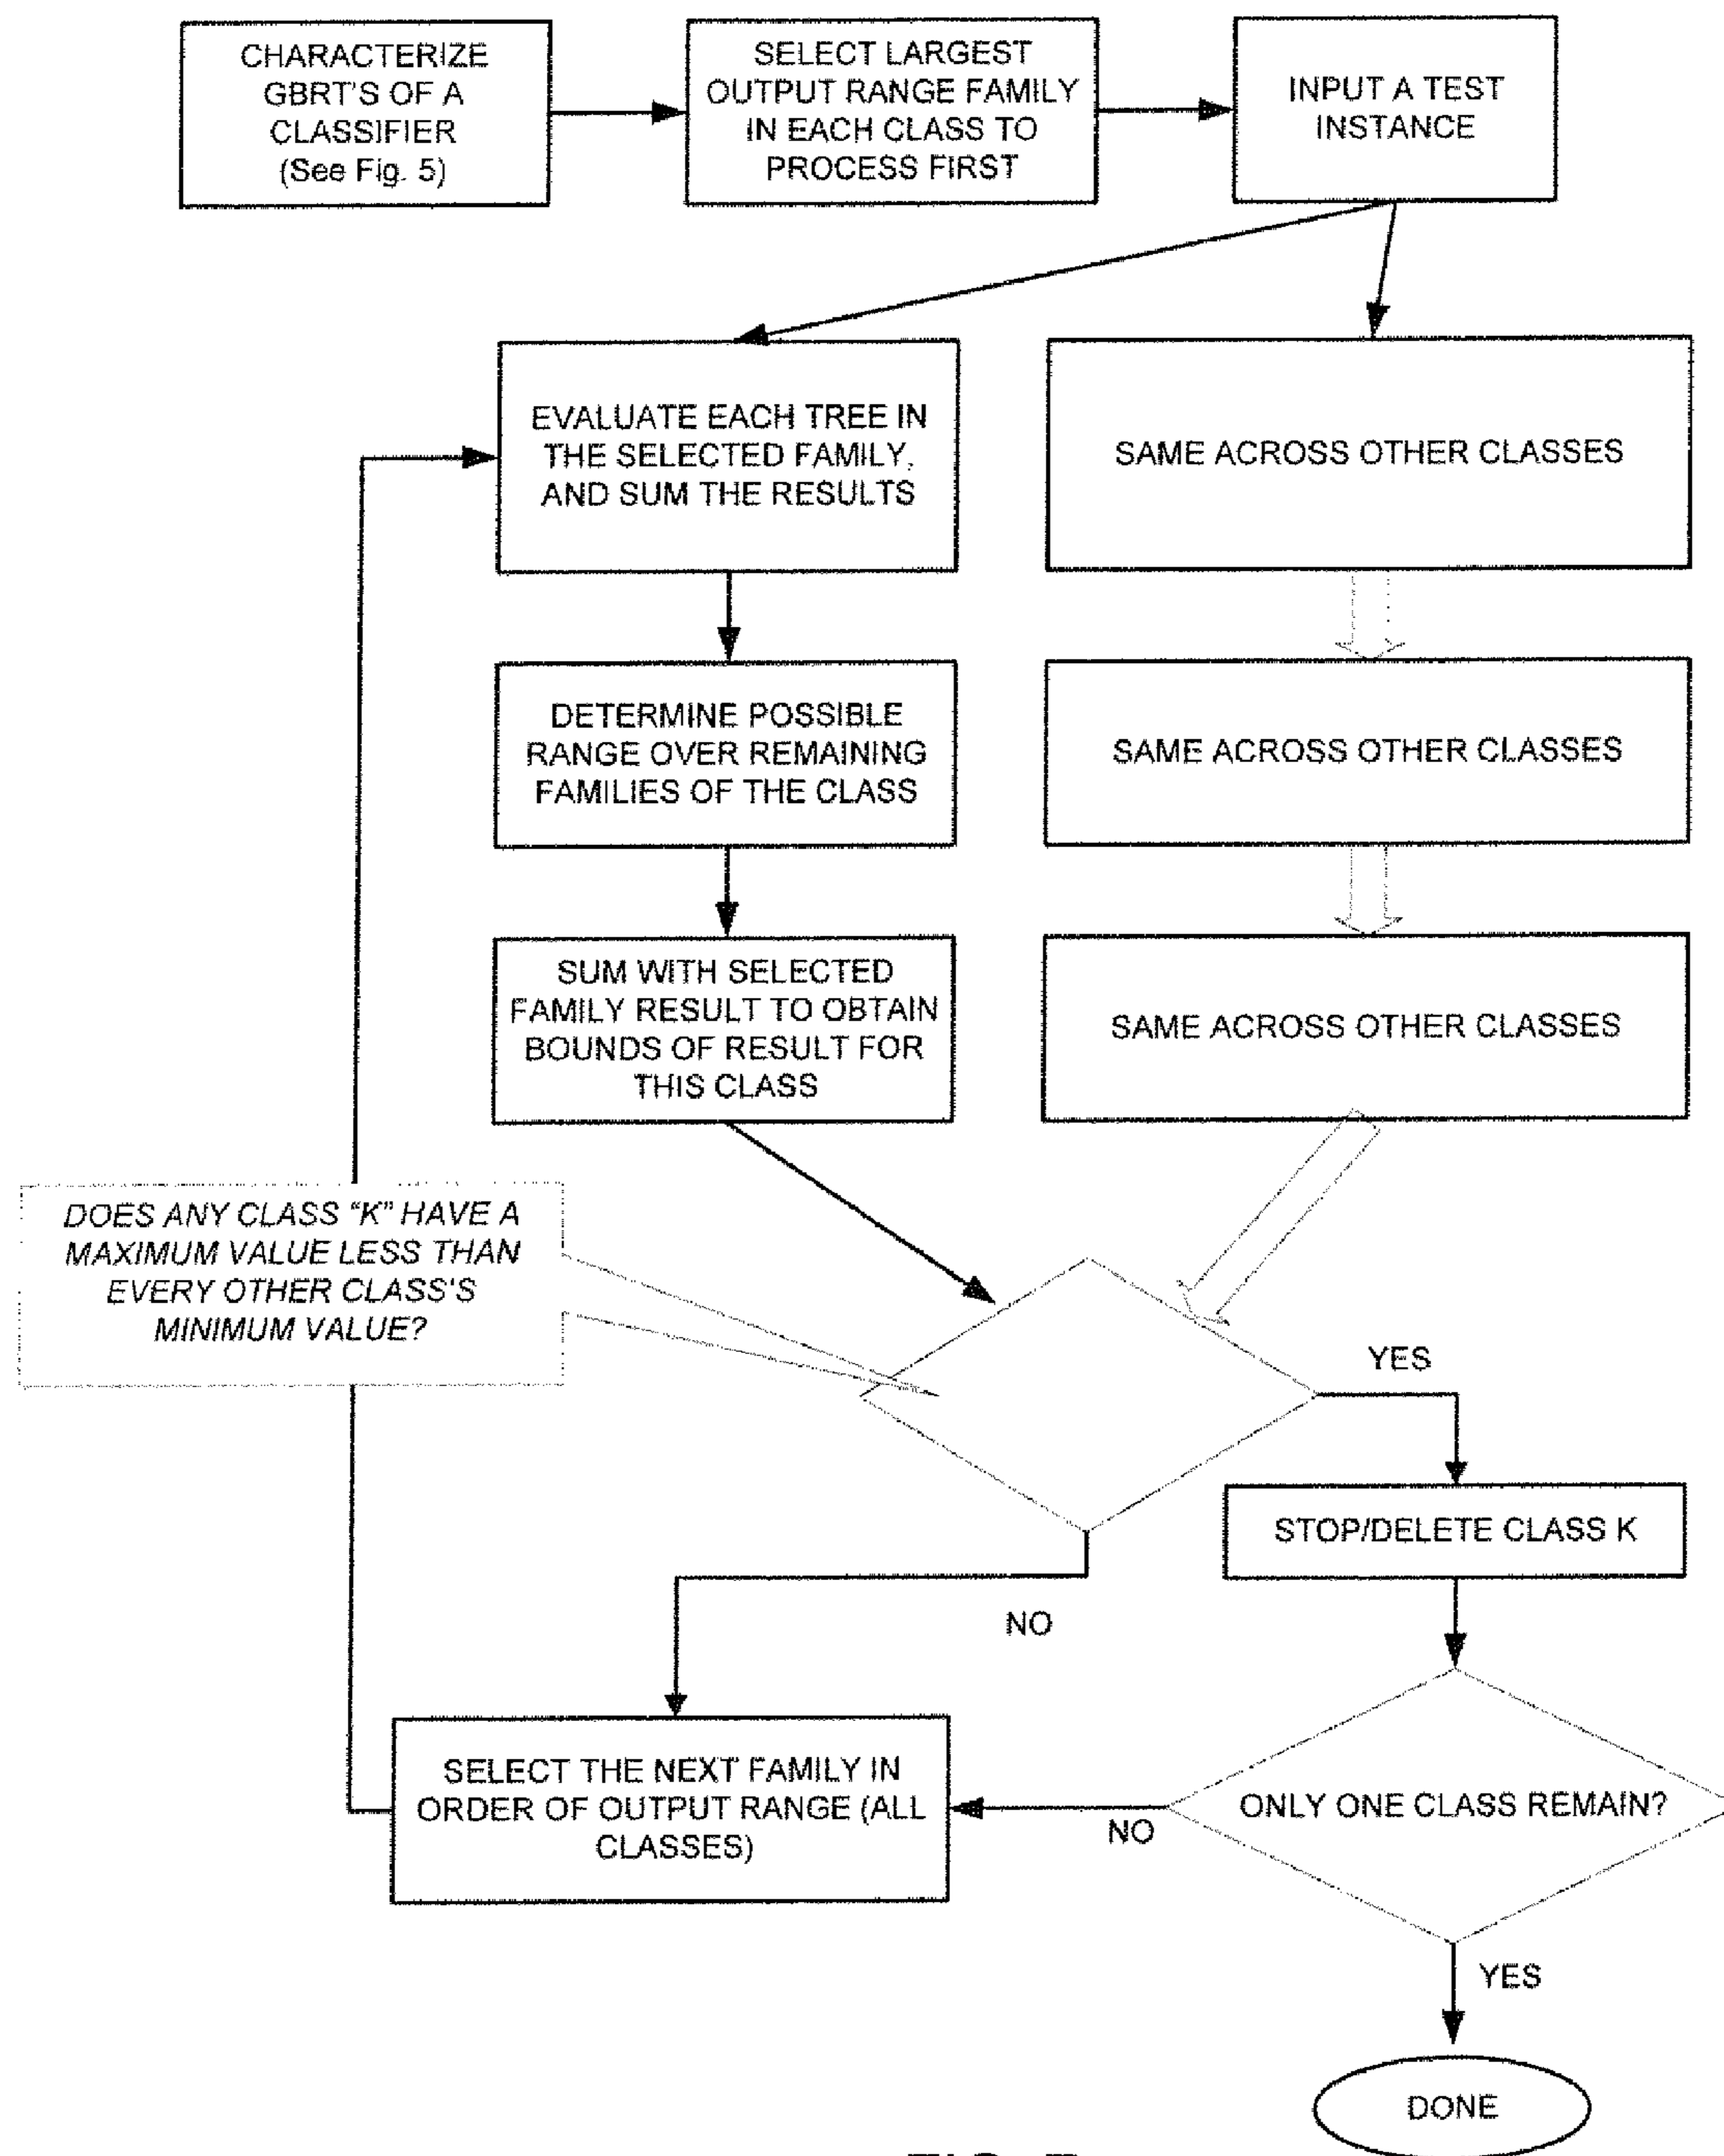 CHARACTERIZE
GBRT'S OF A
CLASSIFIER
(See Fig. 5)
SELECT LARGEST
OUTPUT RANGE FAMILY
IN EACH CLASS TO
PROCESS FIRST
INPUT A TEST
INSTANCE
EVALUATE EACH TREE IN
THE SELECTED FAMILY,
AND SUM THE RESULTS
SAME ACROSS OTHER CLASSES
DETERMINE POSSIBLE
RANGE OVER REMAINING
FAMILIES OF THE CLASS
SAME ACROSS OTHER CLASSES
SUM WITH SELECTED
FAMILY RESULT TO OBTAIN
BOUNDS OF RESULT FOR
THIS CLASS
SAME ACROSS OTHER CLASSES
DOES ANY CLASS “K” HAVE A
MAXIMUM VALUE LESS THAN
EVERY OTHER CLASS'S
MINIMUM VALUE?
YES
STOP/DELETE CLASS K
NO
SELECT THE NEXT FAMILY IN
ORDER OF OUTPUT RANGE (ALL
CLASSES)
ONLY ONE CLASS REMAIN?
NO
YES
DONE